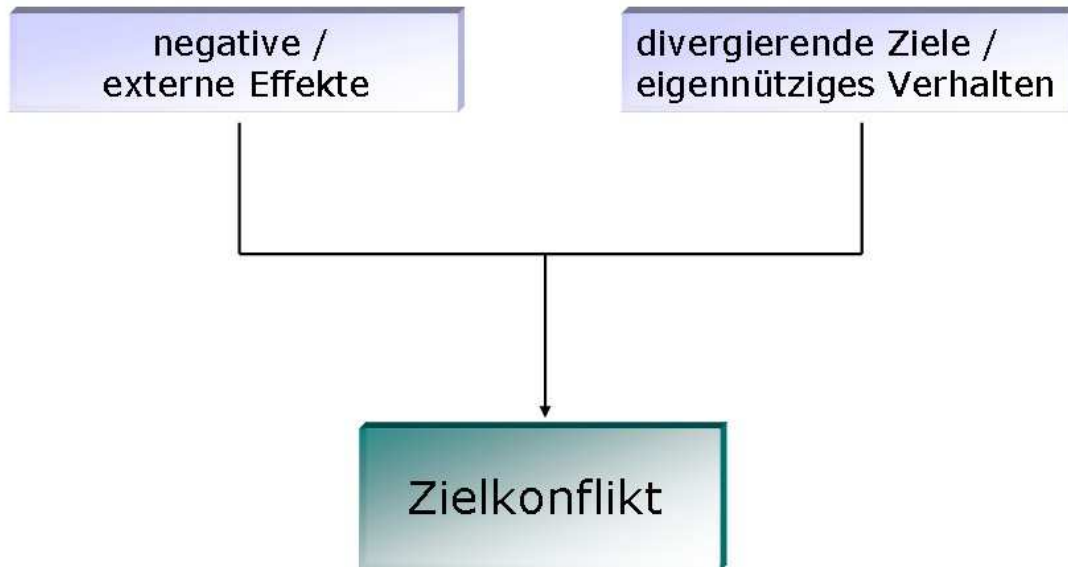 negative /
externe Effekte
divergierende Ziele /
eigennütziges Verhalten
Zielkonflikt